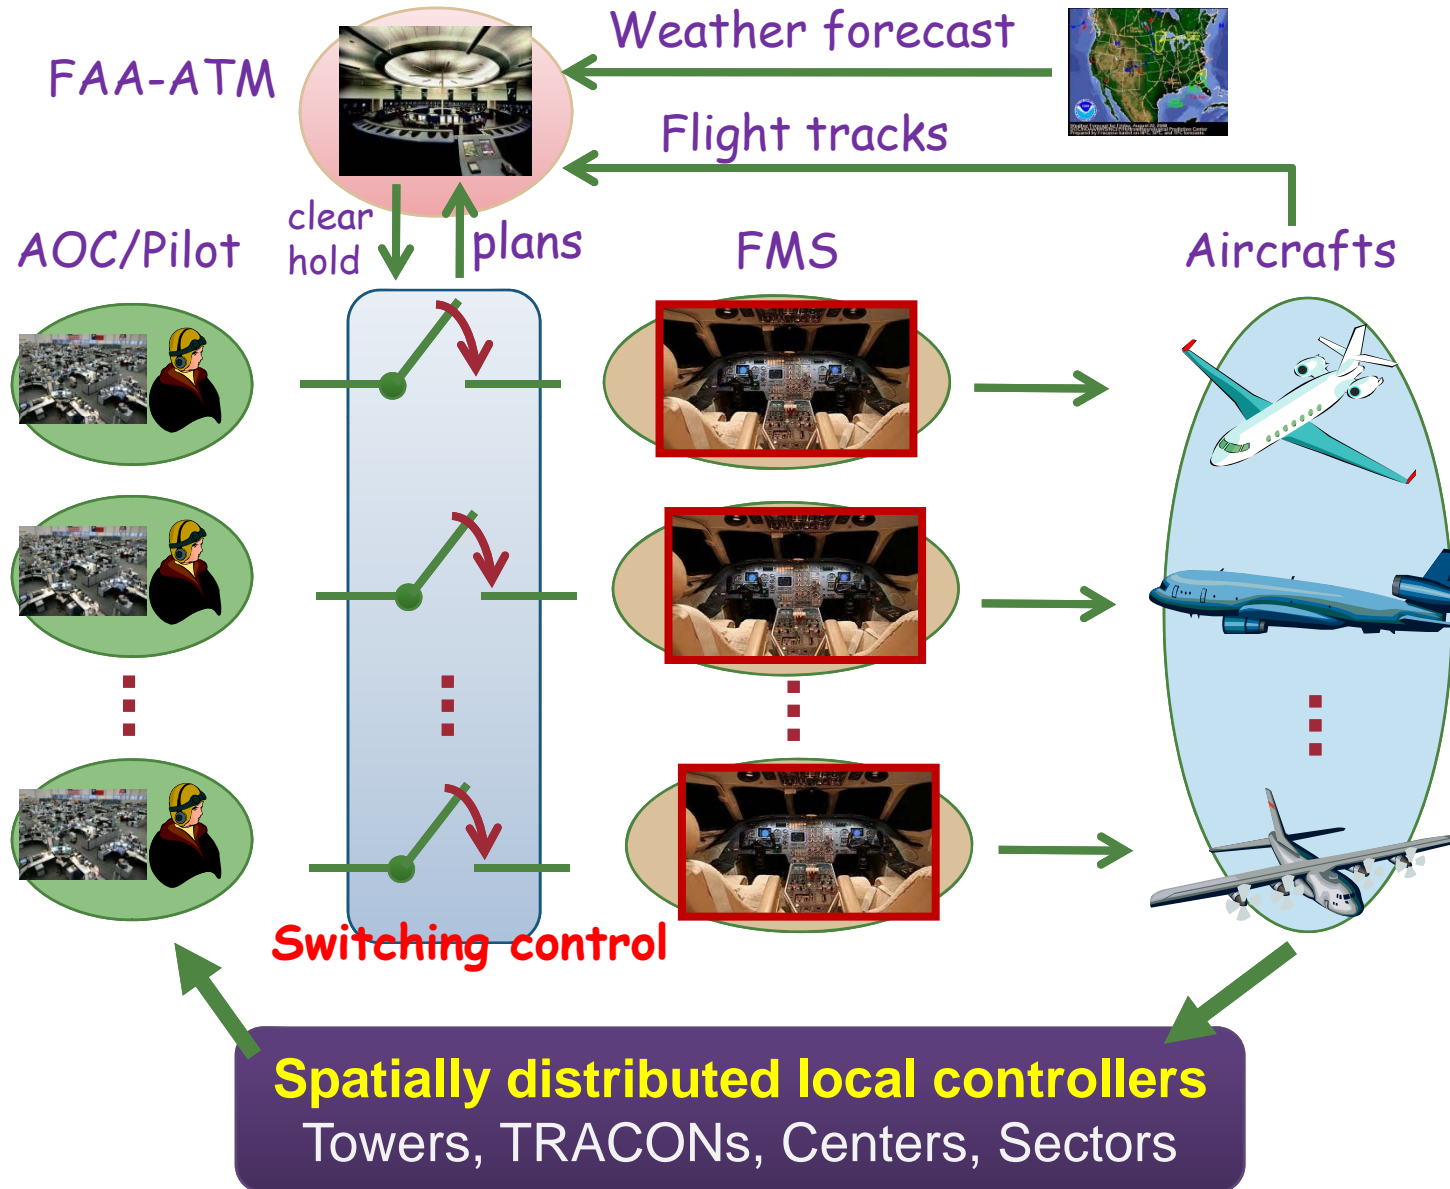 Weather forecast
FAA-ATM
Flight tracks
clear
hold
plans
AOC/Pilot
FMS
Aircrafts
Switching control
Spatially distributed local controllers
Towers, TRACONs, Centers, Sectors